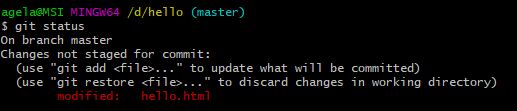 agela@MSI MINGW64 /d/hello (master)
$ git status
On branch master
Changes not staged for commit:
  (use "git add <file>..." to update what will be committed)
  (use "git restore <file>..." to discard changes in working directory)
        modified:   hello.html